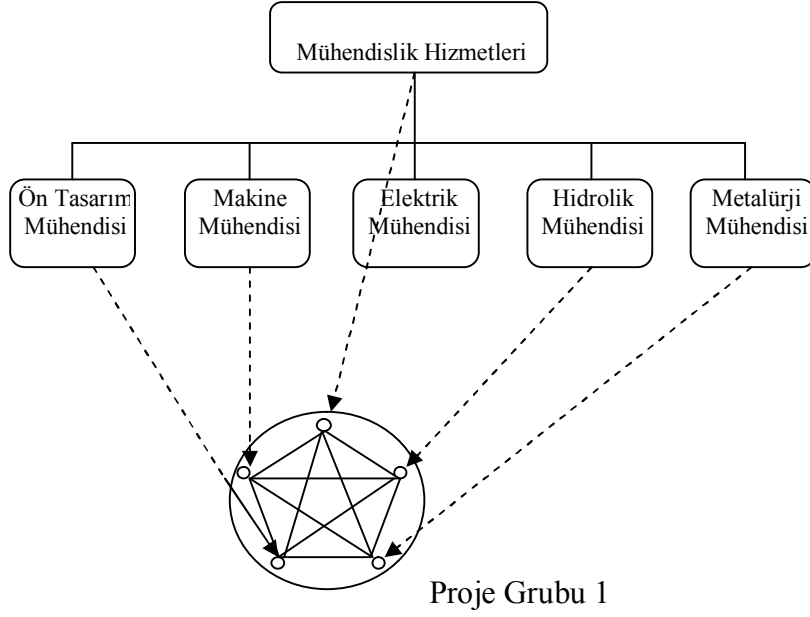 Mühendislik Hizmetleri
Ön Tasarım
Mühendisi
Makine
Mühendisi
Elektrik
Mühendisi
Hidrolik
Mühendisi
Metalürji
Mühendisi
Proje Grubu 1